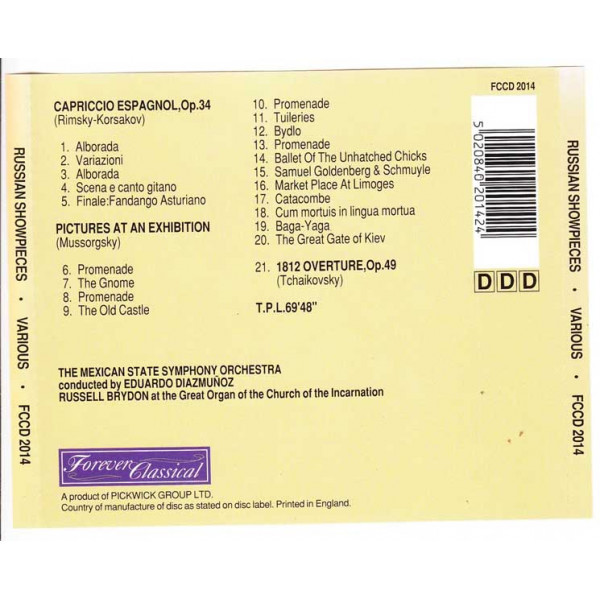 RUSSIAN SHOWPIECES • VARIOUS • FCCD 2014
CAPRICCIO ESPAGNOL,Op.34
(Rimsky-Korsakov)
1. Alborada
2. Variazioni
3. Alborada
4. Scena e canto gitano
5. Finale:Fandango Asturiano
PICTURES AT AN EXHIBITION
(Mussorgsky)
6. Promenade
7. The Gnome
8. Promenade
9. The Old Castle
10. Promenade
11. Tuileries
12. Bydlo
13. Promenade
14. Ballet Of The Unhatched Chicks
15. Samuel Goldenberg & Schmuyle
16. Market Place At Limoges
17. Catacombe
18. Cum mortuis in lingua mortua
19. Baga-Yaga
20. The Great Gate of Kiev
21. 1812 OVERTURE,Op.49
(Tchaikovsky)
T.P.L.69'48"
THE MEXICAN STATE SYMPHONY ORCHESTRA
conducted by EDUARDO DIAZMUÑOZ
RUSSELL BRYDON at the Great Organ of the Church of the Incarnation
Forever
Classical
A product of PICKWICK GROUP LTD.
Country of manufacture of disc as stated on disc label. Printed in England.
FCCD 2014
5 020840 201424
DDD
RUSSIAN SHOWPIECES • VARIOUS • FCCD 2014